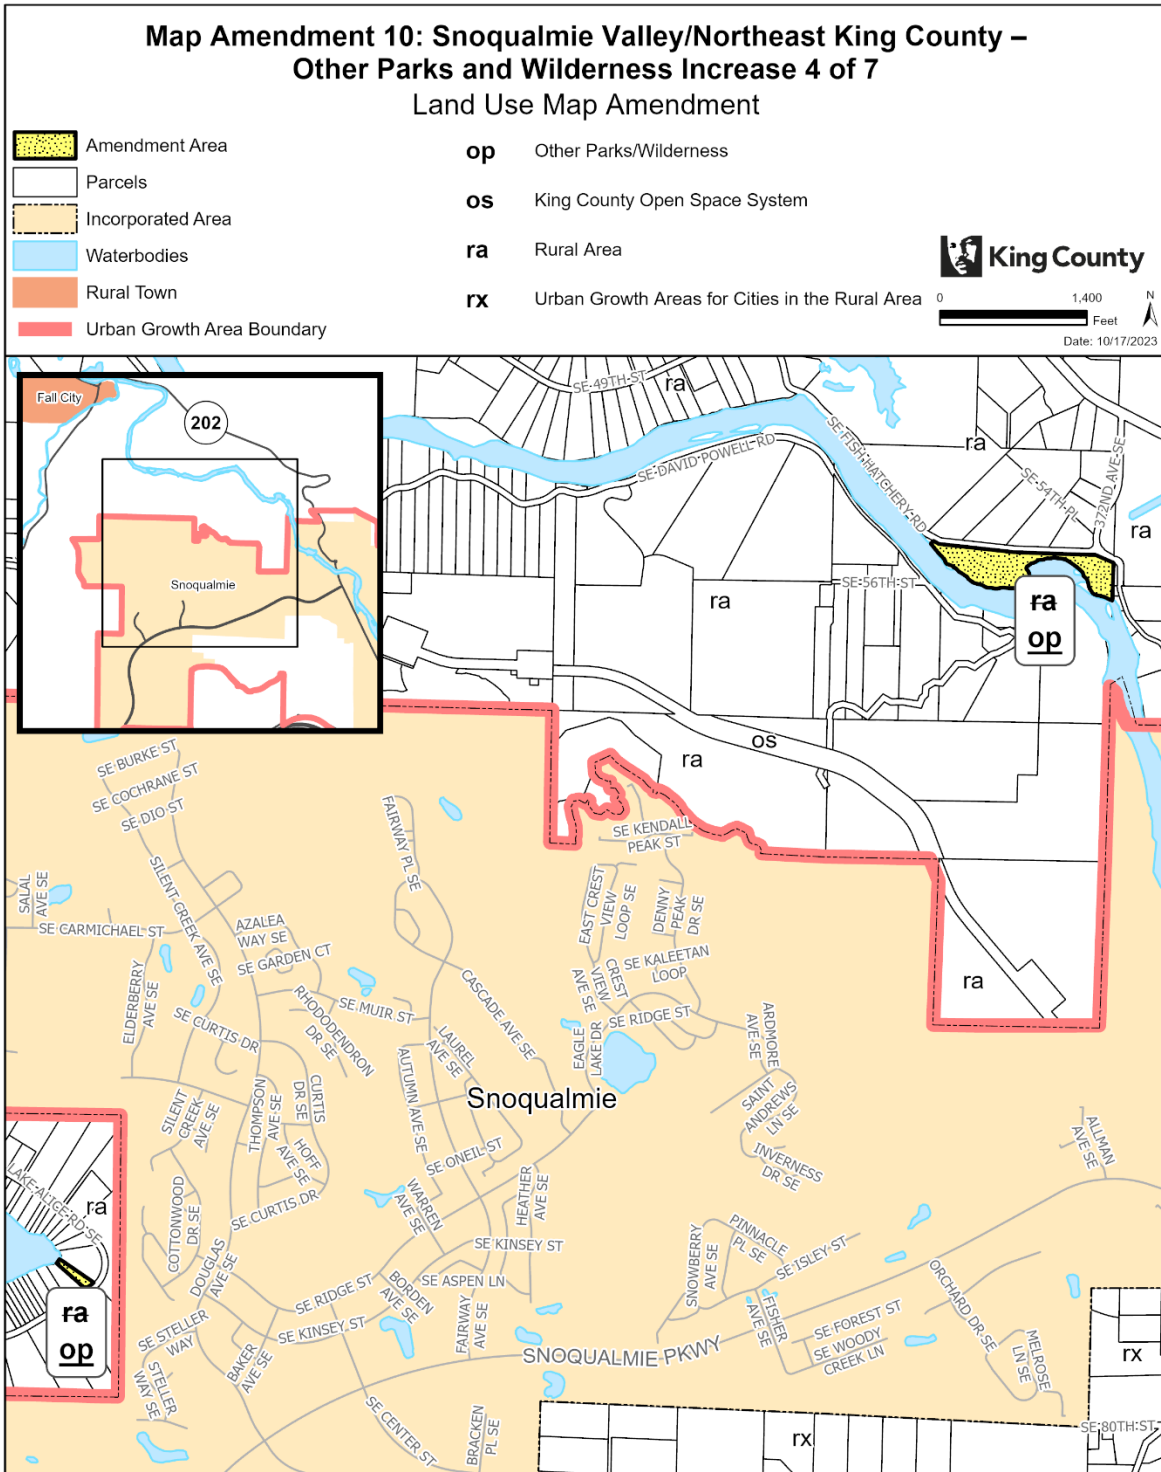 Map Amendment 10: Snoqualmie Valley/Northeast King County –
Other Parks and Wilderness Increase 4 of 7
Land Use Map Amendment
Amendment Area
Parcels
Incorporated Area
Waterbodies
Rural Town
Urban Growth Area Boundary
op Other Parks/Wilderness
os King County Open Space System
ra Rural Area
rx Urban Growth Areas for Cities in the Rural Area
King County
0 1,400
Feet
N
Date: 10/17/2023
Fall City
202
Snoqualmie
SE 49TH ST
ra
SE DAVID POWELL RD
SE FISH HATCHERY RD
ra
SE 54TH PL
372ND AVE SE
ra
SE 56TH ST
ra
ra
op
os
ra
ra
SE BURKE ST
SE COCHRANE ST
SE DIO ST
FAIRWAY PL SE
SE KENDALL
PEAK ST
SILENT CREEK AVE SE
SALAL
AVE SE
SE CARMICHAEL ST
AZALEA
WAY SE
SE GARDEN CT
EAST CREST
VIEW
LOOP SE
DENNY
PEAK
DR SE
SE KALEETAN
LOOP
CREST
VIEW
AVE SE
ELDERBERRY
AVE SE
SE CURTIS DR
RHODODENDRON
DR SE
SE MUIR ST
CASCADE AVE SE
SE RIDGE ST
EAGLE
LAKE DR
ARDMORE
AVE SE
LAUREL
AVE SE
AUTUMN AVE SE
Snoqualmie
SAINT
ANDREWS
LN SE
SILENT
CREEK
AVE SE
THOMPSON
AVE SE
CURTIS
DR SE
HOFF
AVE SE
SE ONEIL ST
INVERNESS
DR SE
ALLMAN
AVE SE
LAKE ALICE RD SE
ra
COTTONWOOD
DR SE
SE CURTIS DR
WARREN
AVE SE
HEATHER
AVE SE
SE KINSEY ST
PINNACLE
PL SE
SNOWBERRY
AVE SE
SE ISLEY ST
DOUGLAS
AVE SE
SE RIDGE ST
BORDEN
AVE SE
SE ASPEN LN
FAIRWAY
AVE SE
ORCHARD DR SE
ra
op
SE STELLER
WAY
SE KINSEY ST
FISHER
AVE SE
SE FOREST ST
SE WOODY
CREEK LN
MELROSE
LN SE
SNOQUALMIE PKWY
rx
STELLER
WAY SE
BAKER
AVE SE
SE CENTER ST
BRACKEN
PL SE
rx
SE 80TH ST